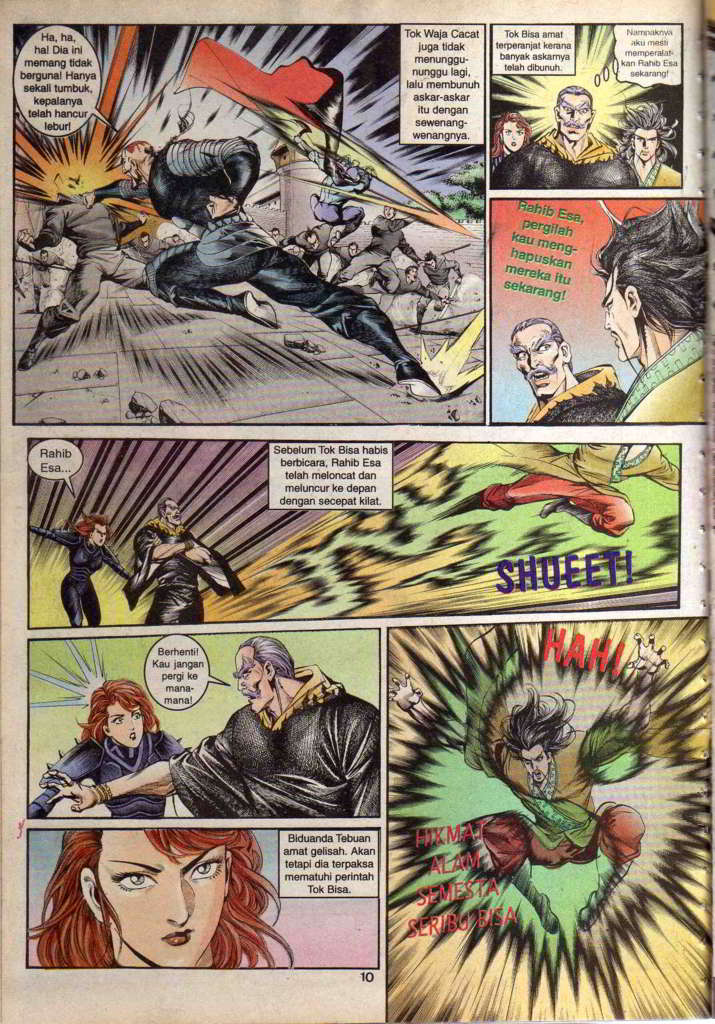 Ha, ha,
ha! Dia ini
memang tidak
berguna! Hanya
sekali tumbuk,
kepalanya
telah hancur
lebur!
Tok Waja Cacat
juga tidak
menunggu-
nunggu lagi,
lalu membunuh
askar-askar
itu dengan
sewenang-
wenangnya.
Tok Bisa amat
terperanjat kerana
banyak askarnya
telah dibunuh.
Nampaknya
aku mesti
memperalat-
kan Rahib Esa
sekarang!
Rahib Esa,
pergilah
kau meng-
hapuskan
mereka itu
sekarang!
Rahib
Esa...
Sebelum Tok Bisa habis
berbicara, Rahib Esa
telah meloncat dan
meluncur ke depan
dengan secepat kilat.
SHUEET!
Berhenti!
Kau jangan
pergi ke
mana-
mana!
HAH!
HIKMAT
ALAM
SEMESTA
SERIBU BISA
Biduanda Tebuan
amat gelisah. Akan
tetapi dia terpaksa
mematuhi perintah
Tok Bisa.
10